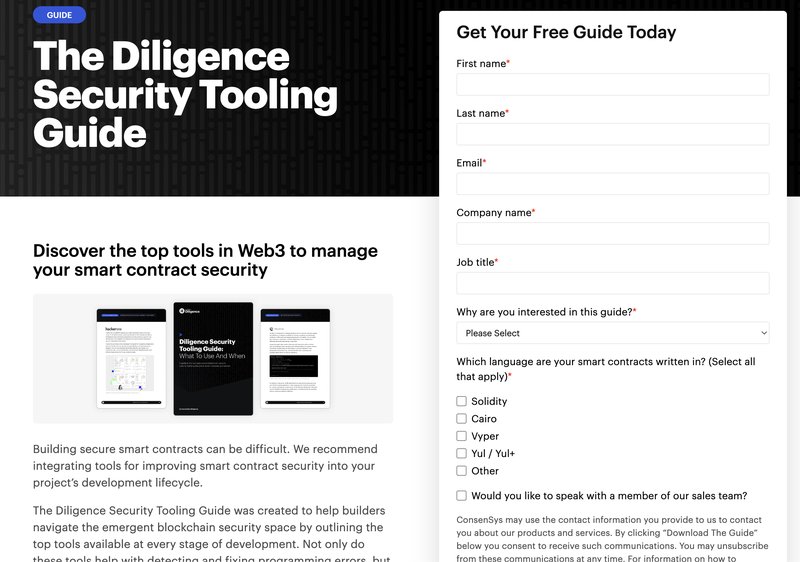 GUIDE
The Diligence
Security Tooling
Guide
Discover the top tools in Web3 to manage
your smart contract security
Diligence
Diligence Security
Tooling Guide:
What To Use And When
Building secure smart contracts can be difficult. We recommend
integrating tools for improving smart contract security into your
project’s development lifecycle.
The Diligence Security Tooling Guide was created to help builders
navigate the emergent blockchain security space by outlining the
top tools available at every stage of development. Not only do
these tools help with detecting and fixing programming errors, but
Get Your Free Guide Today
First name*
Last name*
Email*
Company name*
Job title*
Why are you interested in this guide?*
Please Select
Which language are your smart contracts written in? (Select all
that apply)*
Solidity
Cairo
Vyper
Yul / Yul+
Other
Would you like to speak with a member of our sales team?
ConsenSys may use the contact information you provide to us to contact
you about our products and services. By clicking “Download The Guide”
below you consent to receive such communications. You may unsubscribe
from these communications at any time. For information on how to